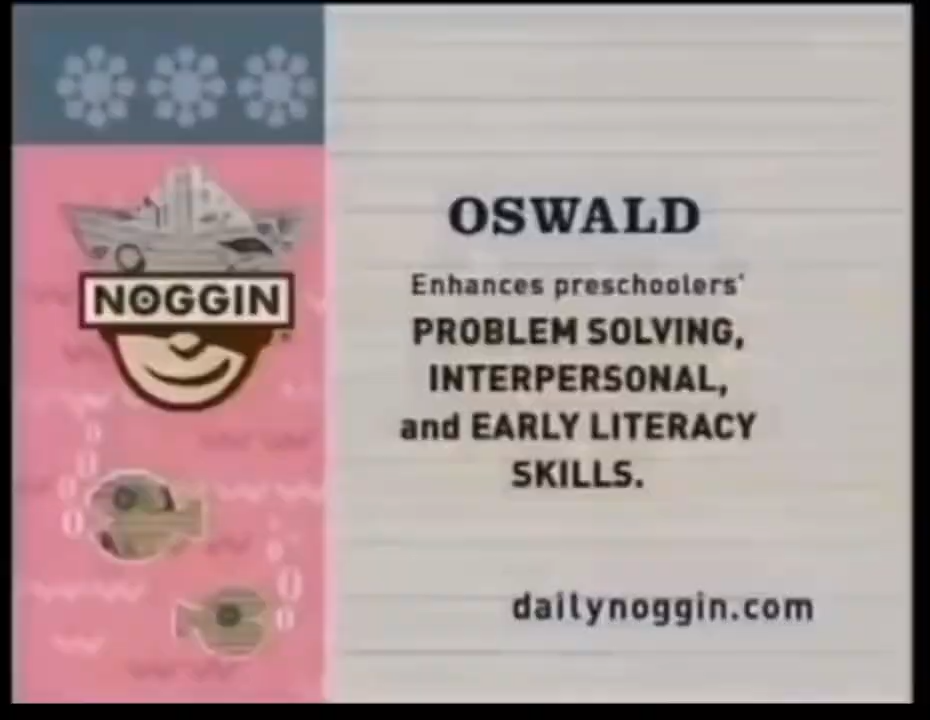 NOGGIN
OSWALD
Enhances preschoolers'
PROBLEM SOLVING,
INTERPERSONAL,
and EARLY LITERACY
SKILLS.
dailynoggin.com